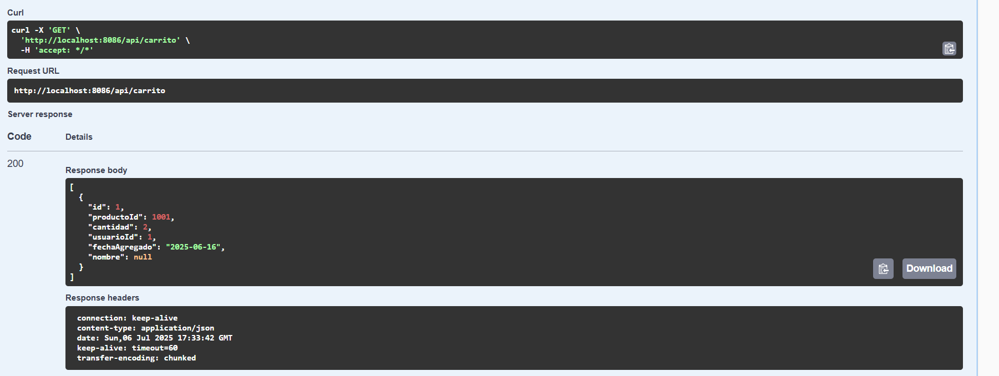 Curl
curl -X 'GET' \
  'http://localhost:8086/api/carrito' \
  -H 'accept: */*'
Request URL
http://localhost:8086/api/carrito
Server response
Code Details
200
Response body
[
  {
    "id": 1,
    "productoId": 1001,
    "cantidad": 2,
    "usuarioId": 1,
    "fechaAgregado": "2025-06-16",
    "nombre": null
  }
]
Download
Response headers
connection: keep-alive
content-type: application/json
date: Sun,06 Jul 2025 17:33:42 GMT
keep-alive: timeout=60
transfer-encoding: chunked